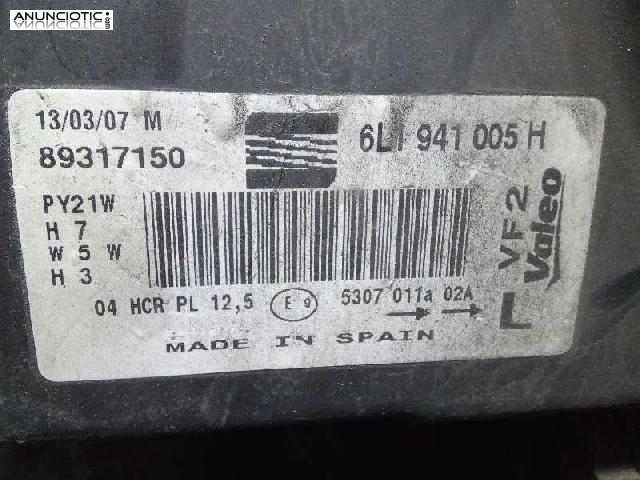 ANUNCIOTIC
.com
13/03/07 M
89317150
6L1 941 005 H
PY21W
H 7
W 5 W
H 3
04 HCR PL 12,5 E 9 5307 011a 02A
MADE IN SPAIN
L VF2
Valeo